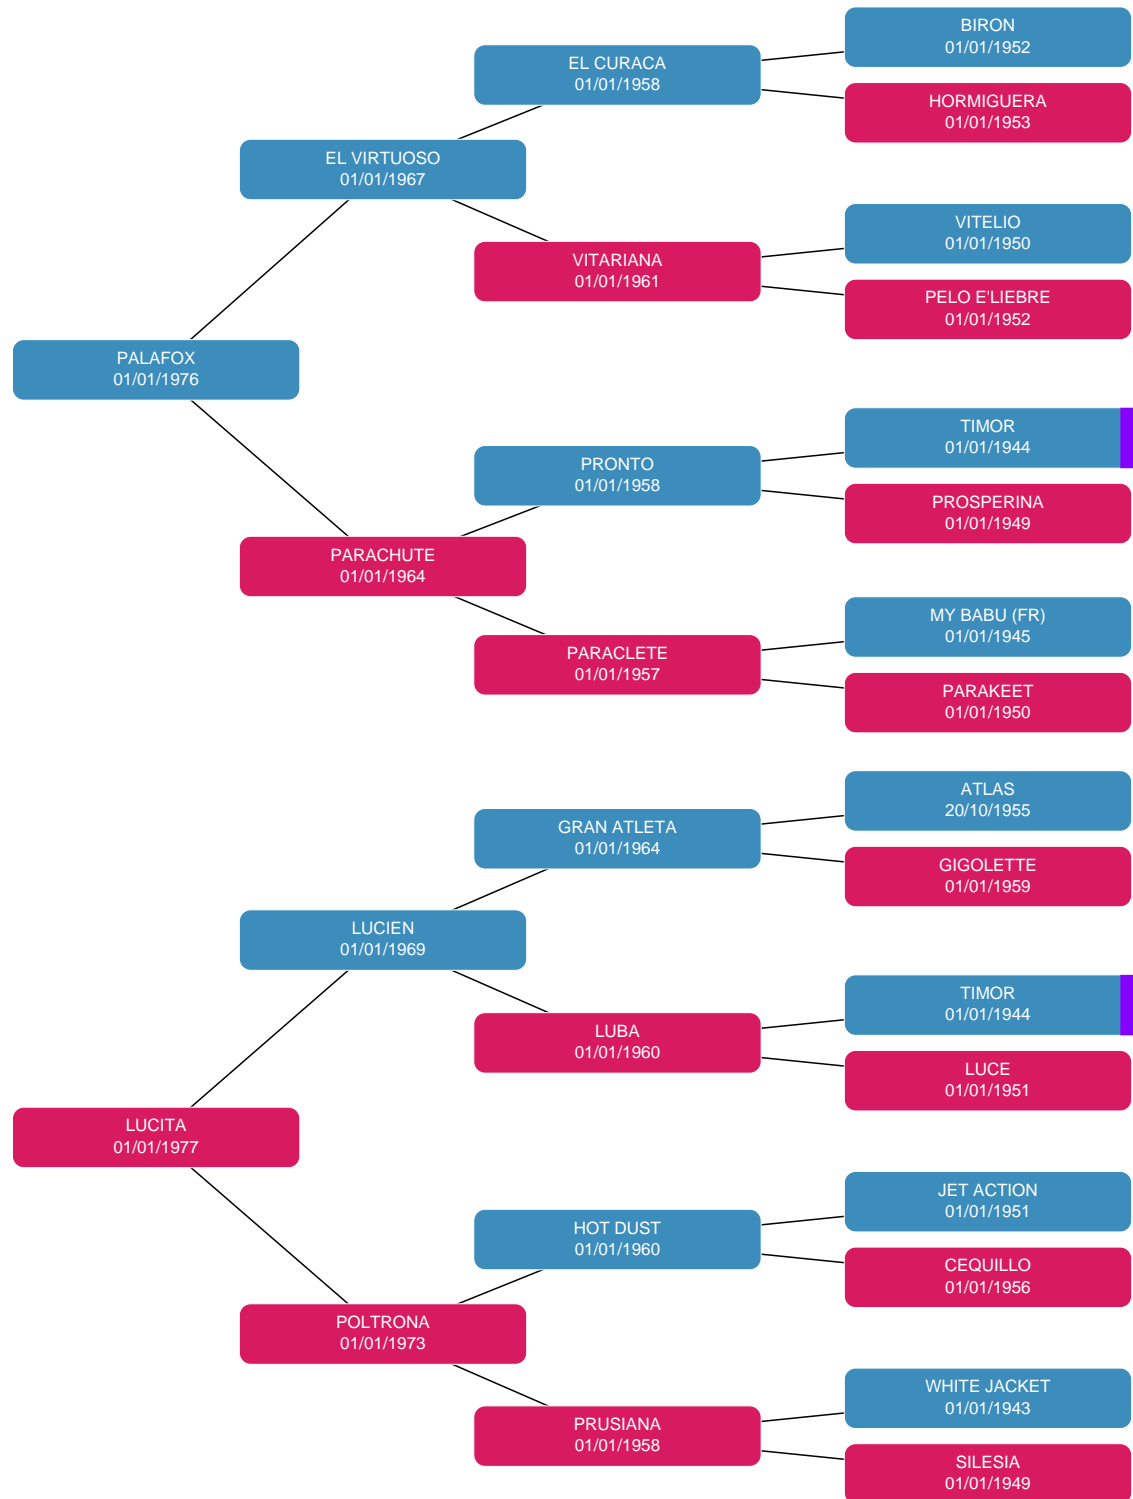 BIRON
01/01/1952
EL CURACA
01/01/1958
HORMIGUERA
01/01/1953
EL VIRTUOSO
01/01/1967
VITELIO
01/01/1950
VITARIANA
01/01/1961
PELO E'LIEBRE
01/01/1952
PALAFOX
01/01/1976
TIMOR
01/01/1944
PRONTO
01/01/1958
PROSPERINA
01/01/1949
PARACHUTE
01/01/1964
MY BABU (FR)
01/01/1945
PARACLETE
01/01/1957
PARAKEET
01/01/1950
ATLAS
20/10/1955
GRAN ATLETA
01/01/1964
GIGOLETTE
01/01/1959
LUCIEN
01/01/1969
TIMOR
01/01/1944
LUBA
01/01/1960
LUCE
01/01/1951
LUCITA
01/01/1977
JET ACTION
01/01/1951
HOT DUST
01/01/1960
CEQUILLO
01/01/1956
POLTRONA
01/01/1973
WHITE JACKET
01/01/1943
PRUSIANA
01/01/1958
SILESIA
01/01/1949